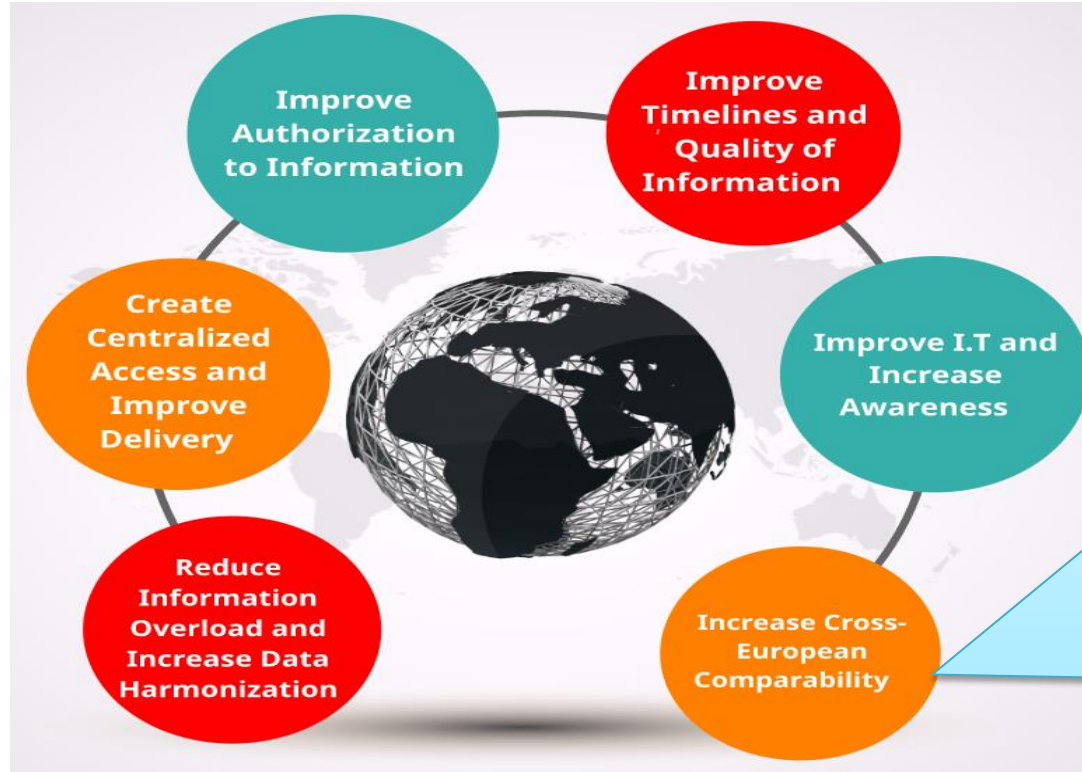 Improve
Authorization
to Information
Improve
Timelines and
Quality of
Information
Create
Centralized
Access and
Improve
Delivery
Improve I.T and
Increase
Awareness
Reduce
Information
Overload and
Increase Data
Harmonization
Increase Cross-
European
Comparability